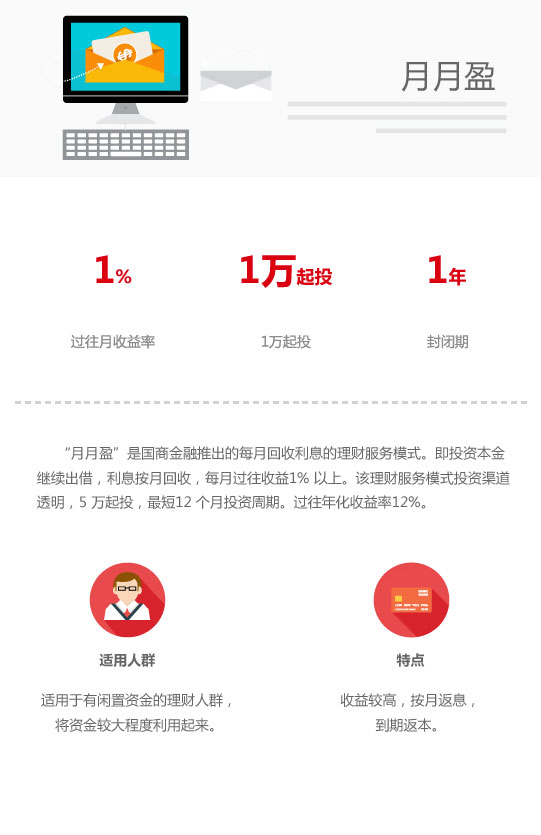 月月盈
1% 1万起投 1年
过往月收益率 1万起投 封闭期
“月月盈”是国商金融推出的每月回收利息的理财服务模式。即投资本金
继续出借，利息按月回收，每月过往收益1% 以上。该理财服务模式投资渠道
透明，5 万起投，最短12 个月投资周期。过往年化收益率12%。
适用人群
适用于有闲置资金的理财人群，
将资金较大程度利用起来。
特点
收益较高，按月返息，
到期返本。